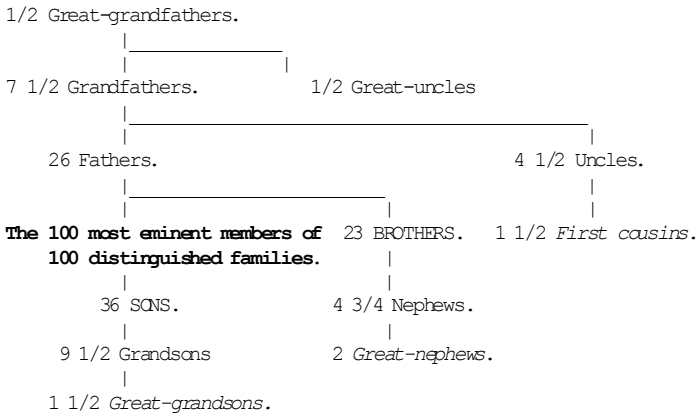 1/2 Great-grandfathers.
7 1/2 Grandfathers. 1/2 Great-uncles
26 Fathers. 4 1/2 Uncles.
The 100 most eminent members of 23 BROTHERS. 1 1/2 First cousins.
100 distinguished families.
36 SONS. 4 3/4 Nephews.
9 1/2 Grandsons 2 Great-nephews.
1 1/2 Great-grandsons.